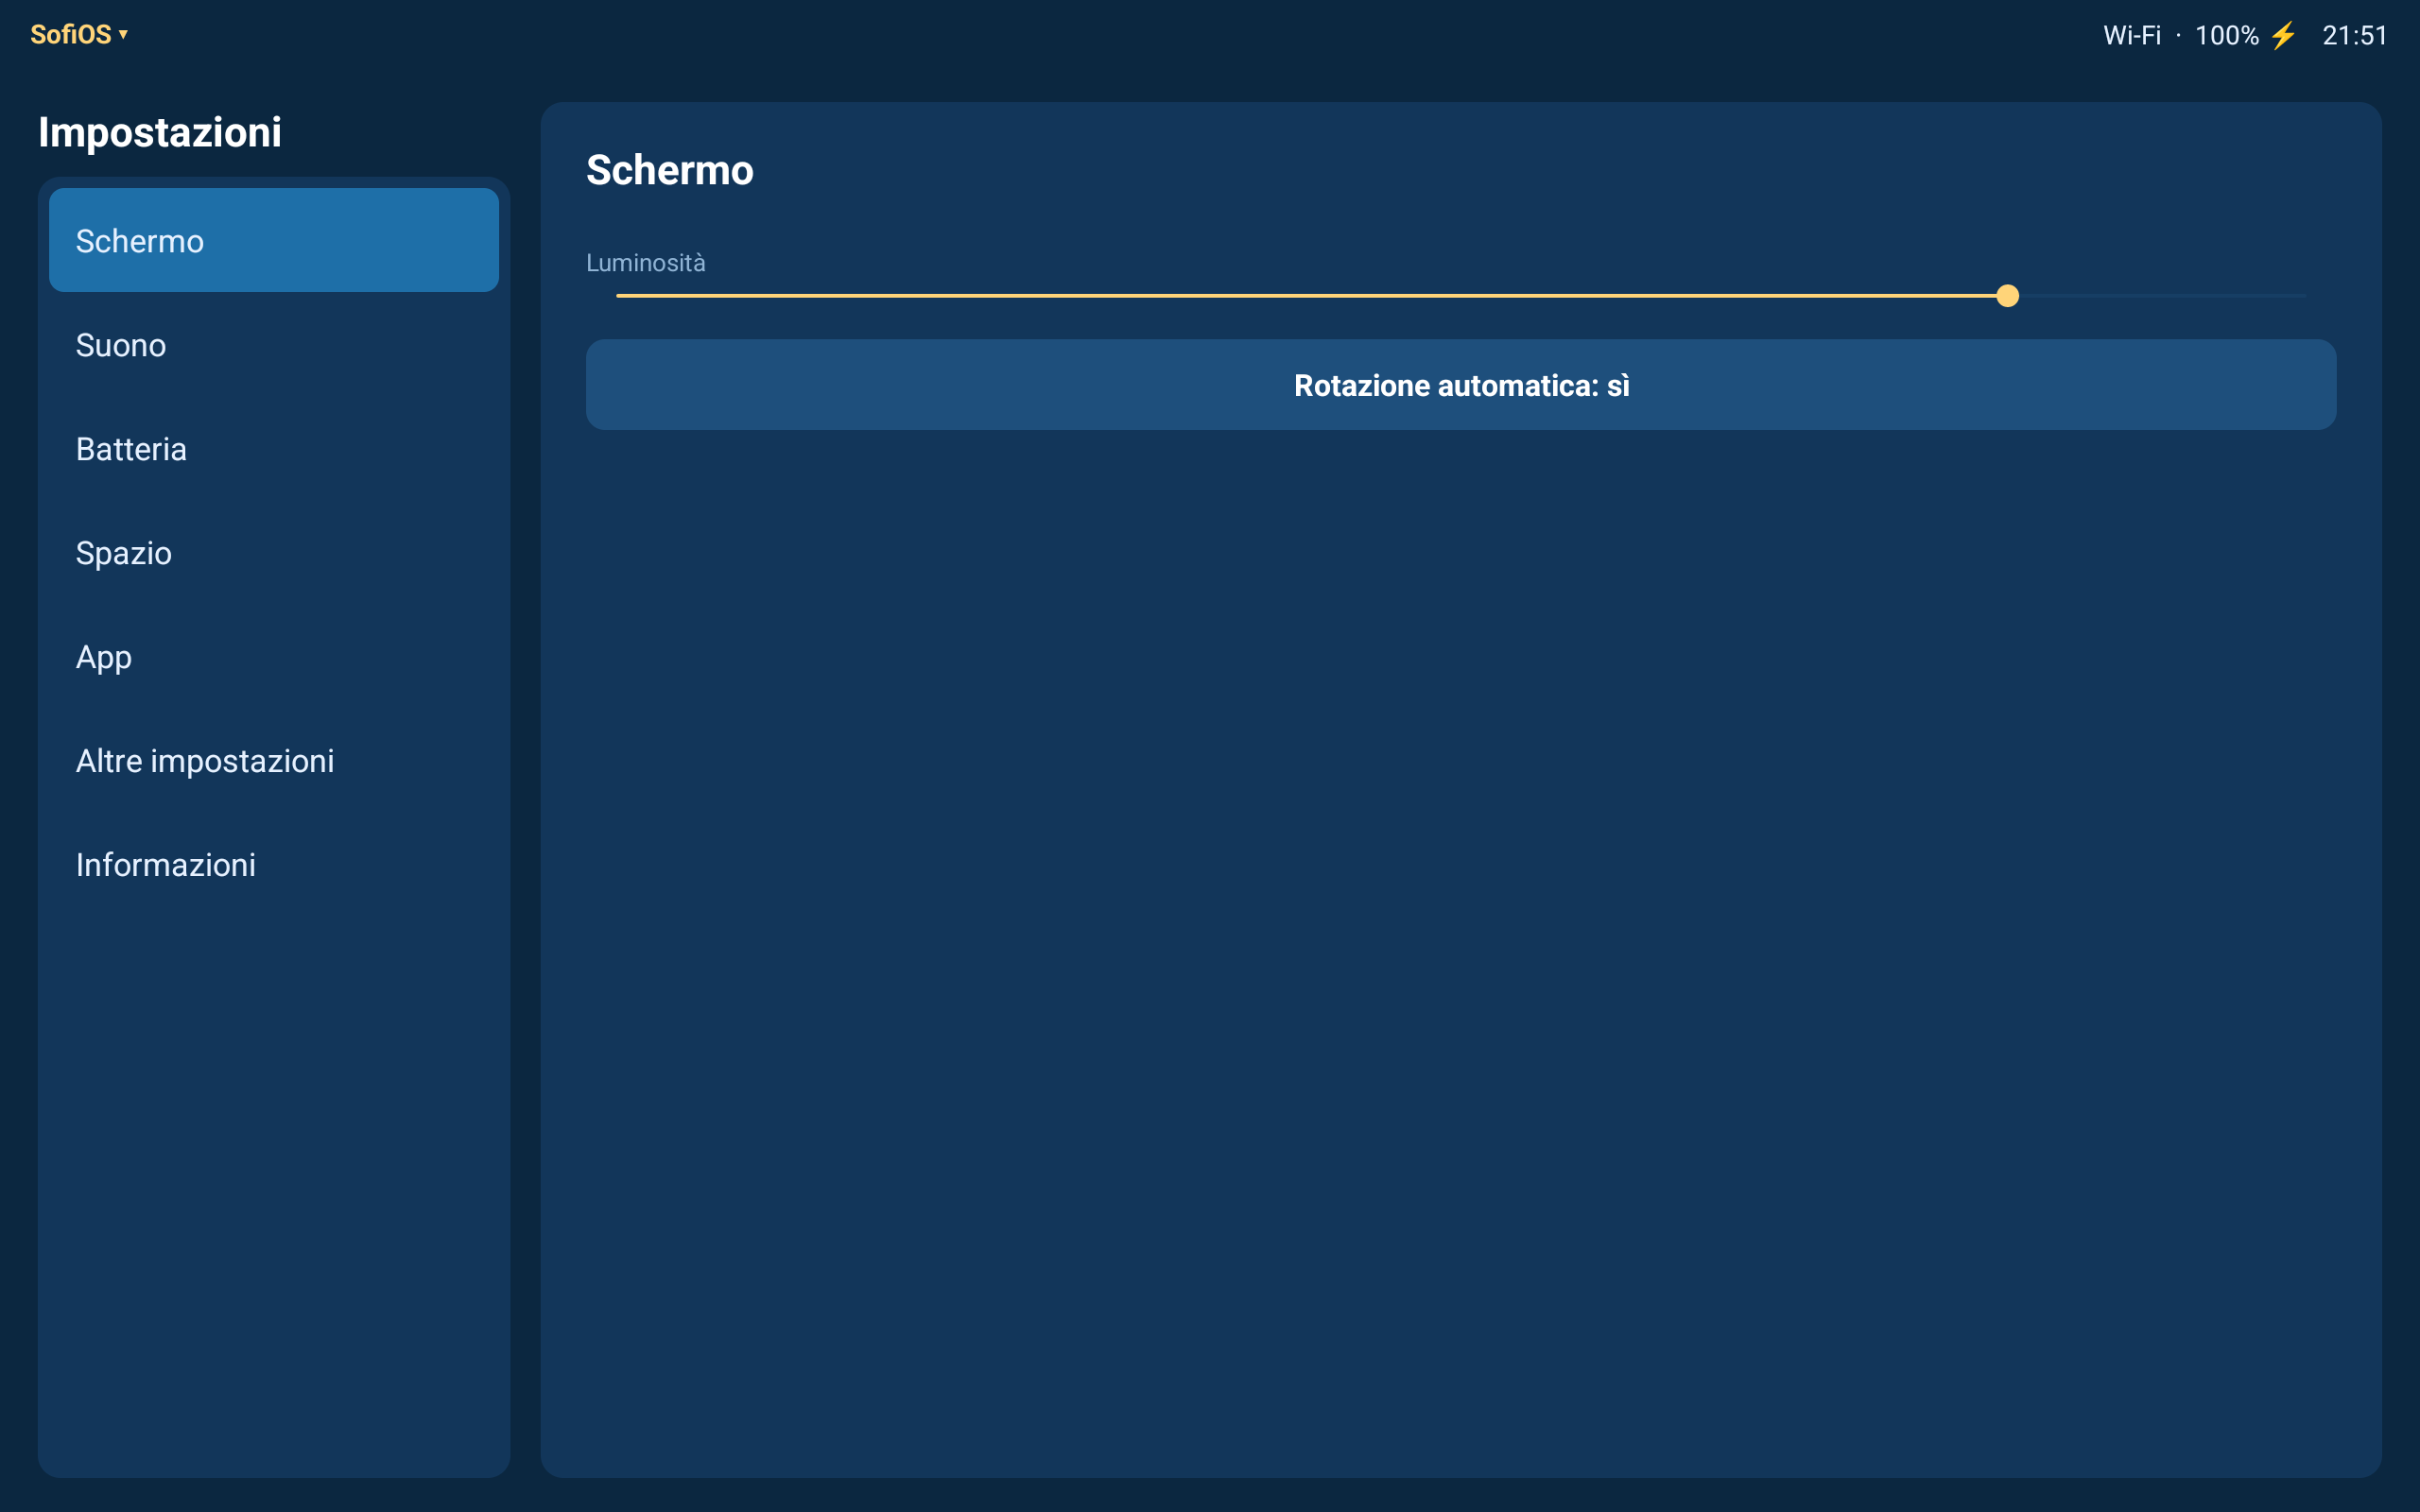 SofiOS ▾
Wi-Fi · 100% ⚡ 21:51
Impostazioni
Schermo
Suono
Batteria
Spazio
App
Altre impostazioni
Informazioni
Schermo
Luminosità
Rotazione automatica: sì